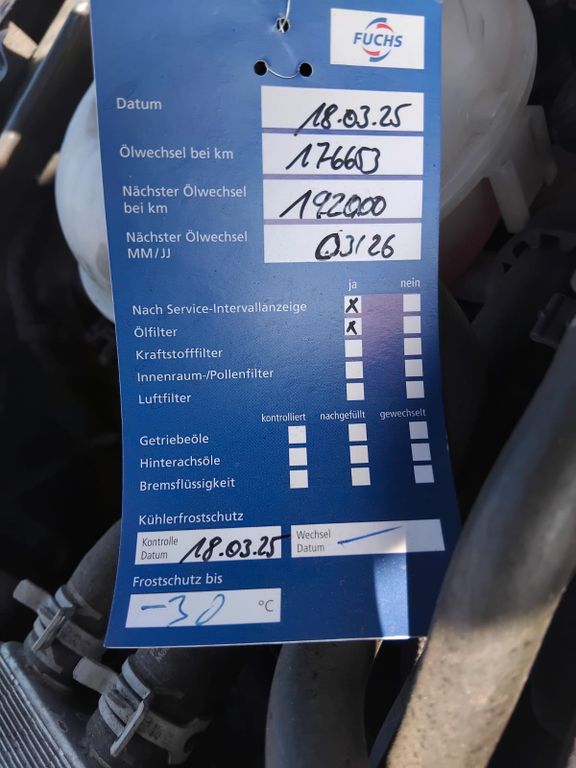 FUCHS
Datum 18.03.25
Ölwechsel bei km 176653
Nächster Ölwechsel
bei km 192000
Nächster Ölwechsel
MM/JJ 03/26
ja nein
Nach Service-Intervallanzeige X
Ölfilter X
Kraftstofffilter
Innenraum-/Pollenfilter
Luftfilter
kontrolliert nachgefüllt gewechselt
Getriebeöle
Hinterachsöle
Bremsflüssigkeit
Kühlerfrostschutz
Kontrolle
Datum 18.03.25
Wechsel
Datum —
Frostschutz bis
-30 °C